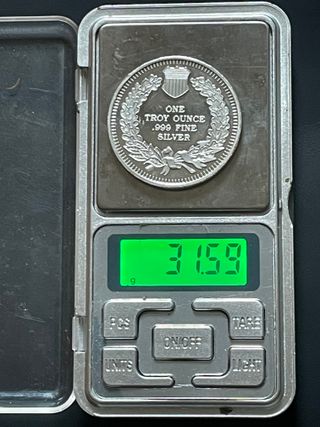 ONE
TROY OUNCE
.999 FINE
SILVER
31.59
g
PCS
TARE
ON/OFF
UNITS
LIGHT